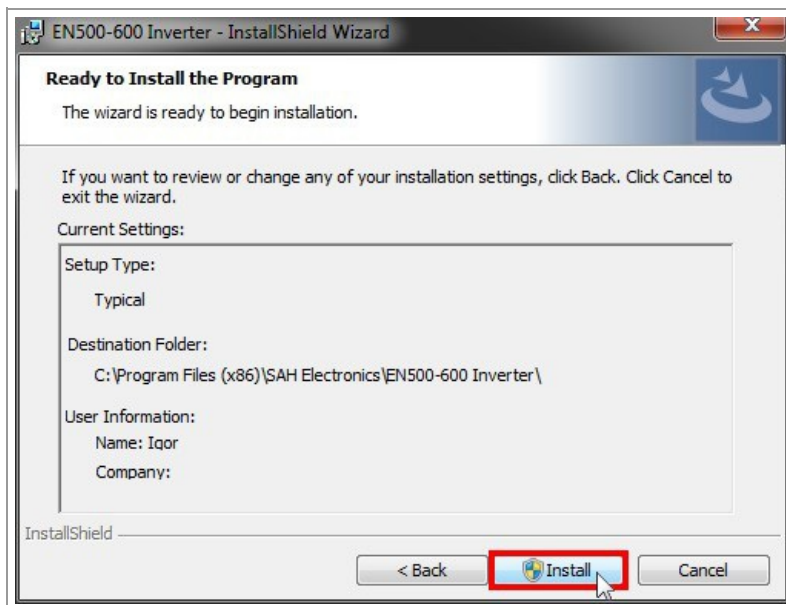 EN500-600 Inverter - InstallShield Wizard
Ready to Install the Program
The wizard is ready to begin installation.
If you want to review or change any of your installation settings, click Back. Click Cancel to
exit the wizard.
Current Settings:
Setup Type:
Typical
Destination Folder:
C:\Program Files (x86)\SAH Electronics\EN500-600 Inverter\
User Information:
Name: Igor
Company:
InstallShield
< Back
Install
Cancel